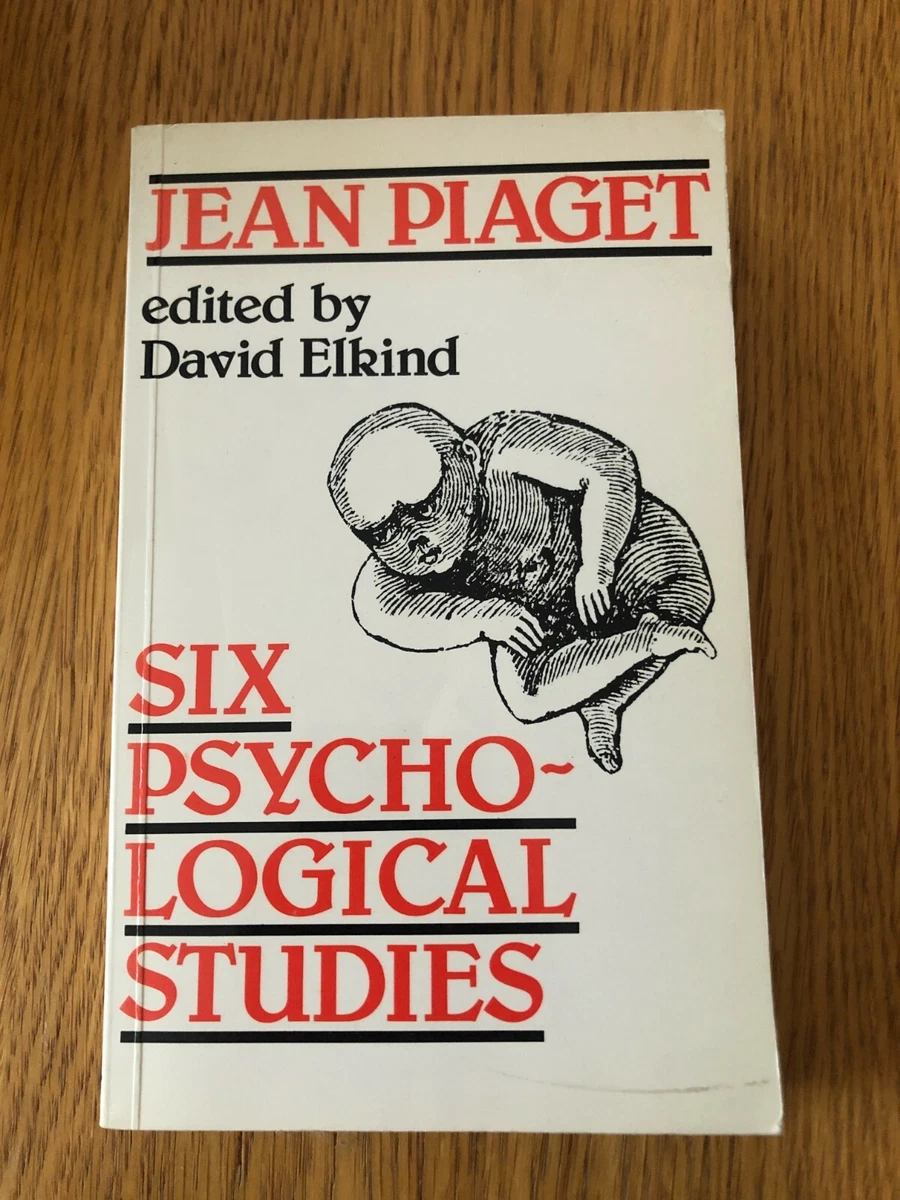 JEAN PIAGET
edited by
David Elkind
SIX
PSYCHO-
LOGICAL
STUDIES